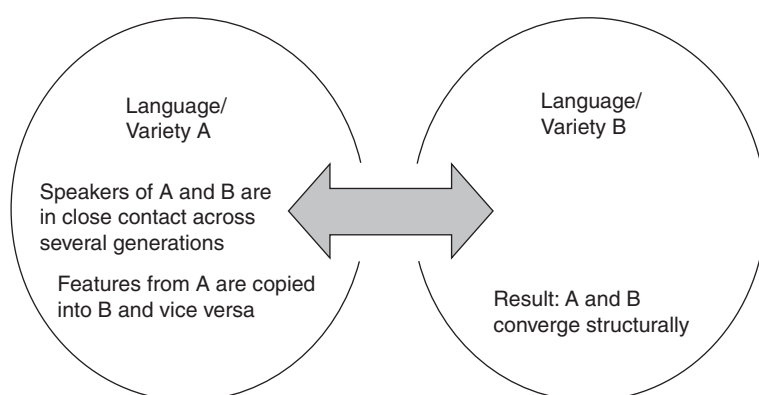 Language/
Variety A
Speakers of A and B are
in close contact across
several generations
Features from A are copied
into B and vice versa
Language/
Variety B
Result: A and B
converge structurally